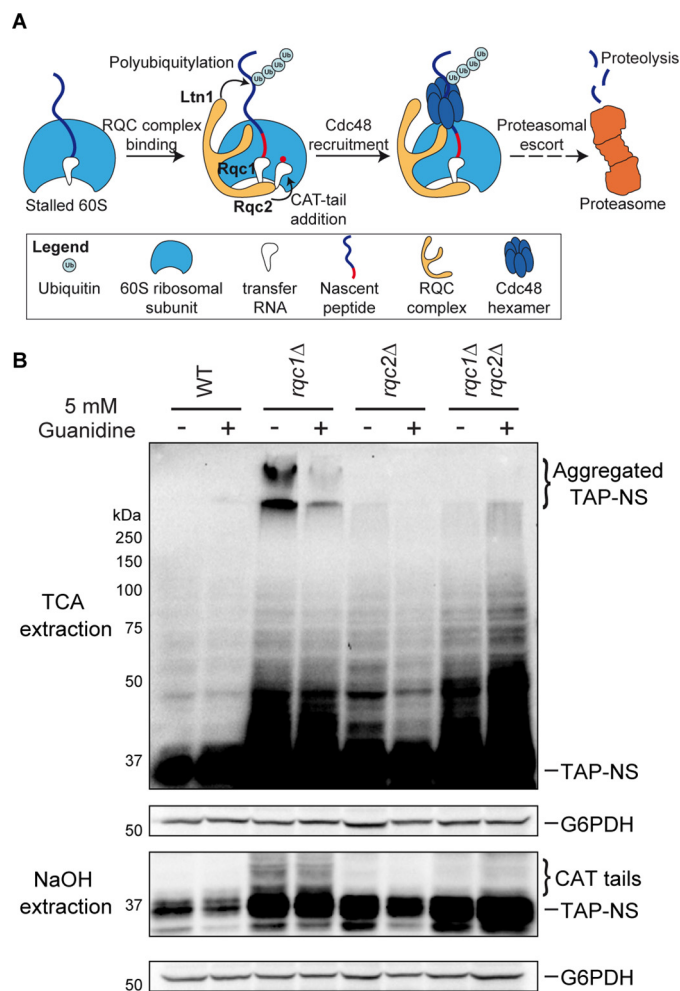 A
Polyubiquitylation
Ub Ub Ub Ub
Ub Ub Ub Ub
Proteolysis
Ltn1
RQC complex
binding
Cdc48
recruitment
Proteasomal
escort
Rqc1
Rqc2
CAT-tail
addition
Stalled 60S
Proteasome
Legend
Ub
Ubiquitin
60S ribosomal
subunit
transfer
RNA
Nascent
peptide
RQC
complex
Cdc48
hexamer
B
WT
rqc1Δ
rqc2Δ
rqc1Δ
rqc2Δ
5 mM
Guanidine
- + - + - + - +
Aggregated
TAP-NS
kDa
250
150
100
75
50
37
TCA
extraction
TAP-NS
50
G6PDH
NaOH
extraction
37
CAT tails
TAP-NS
50
G6PDH